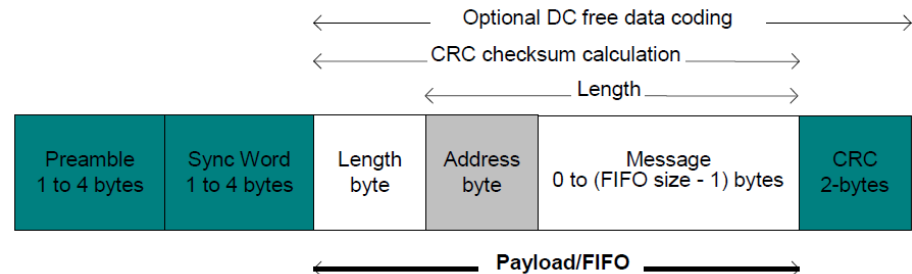 Optional DC free data coding
CRC checksum calculation
Length
Preamble
1 to 4 bytes
Sync Word
1 to 4 bytes
Length
byte
Address
byte
Message
0 to (FIFO size - 1) bytes
CRC
2-bytes
Payload/FIFO